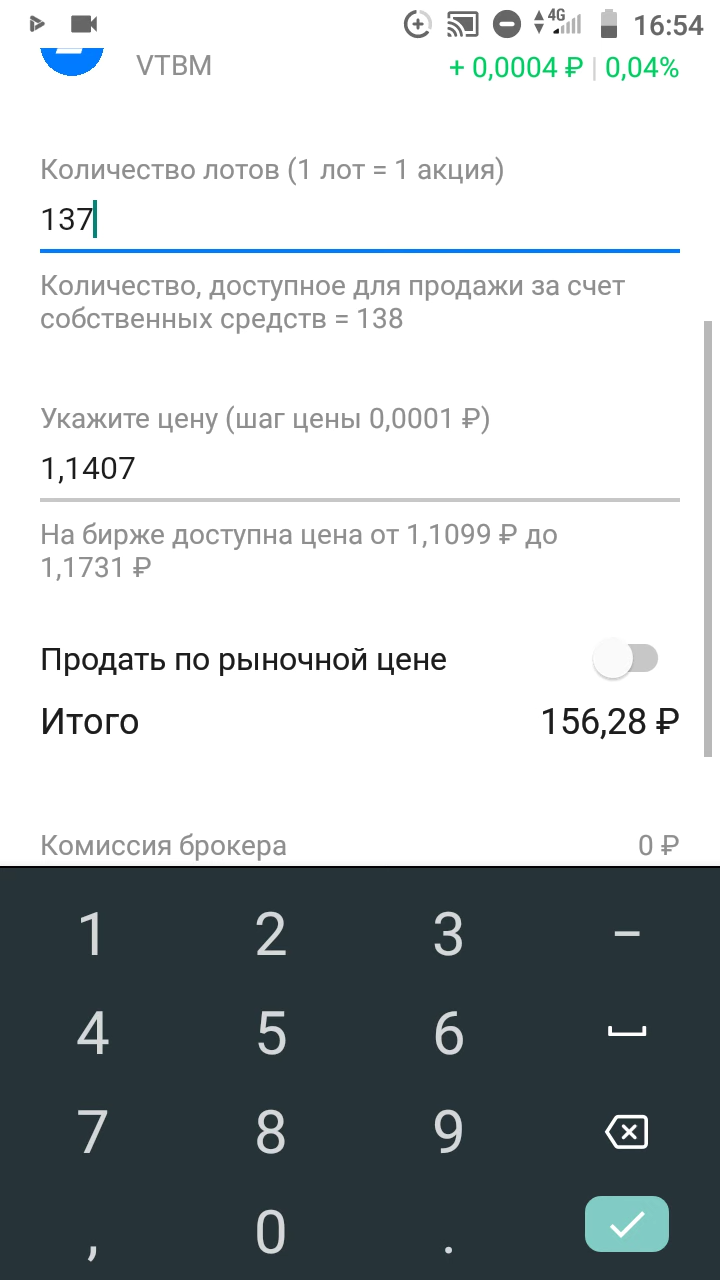 4G 16:54
VTBM + 0,0004 ₽ | 0,04%
Количество лотов (1 лот = 1 акция)
137
Количество, доступное для продажи за счет
собственных средств = 138
Укажите цену (шаг цены 0,0001 ₽)
1,1407
На бирже доступна цена от 1,1099 ₽ до
1,1731 ₽
Продать по рыночной цене
Итого 156,28 ₽
Комиссия брокера 0 ₽
1 2 3 –
4 5 6
7 8 9
, 0 .